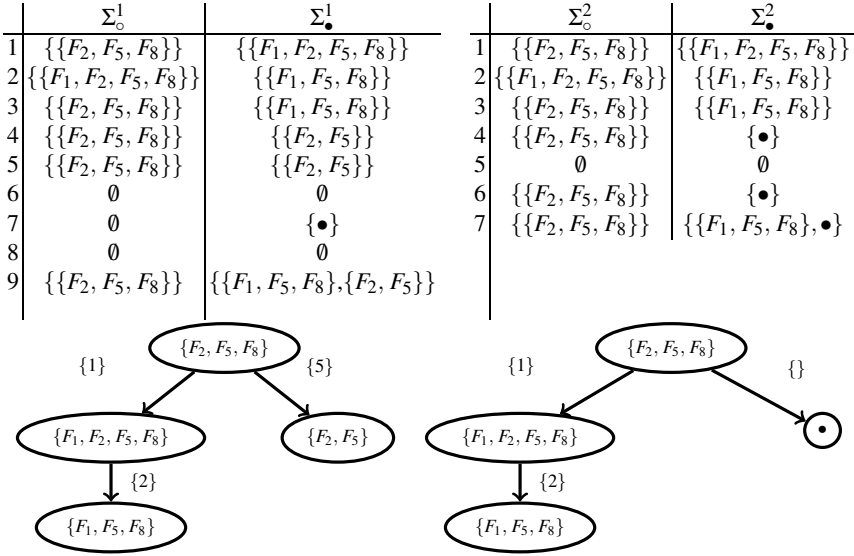 Σ¹○ Σ¹● Σ²○ Σ²●
1 {{F₂, F₅, F₈}} {{F₁, F₂, F₅, F₈}} 1 {{F₂, F₅, F₈}} {{F₁, F₂, F₅, F₈}}
2 {{F₁, F₂, F₅, F₈}} {{F₁, F₅, F₈}} 2 {{F₁, F₂, F₅, F₈}} {{F₁, F₅, F₈}}
3 {{F₂, F₅, F₈}} {{F₁, F₅, F₈}} 3 {{F₂, F₅, F₈}} {{F₁, F₅, F₈}}
4 {{F₂, F₅, F₈}} {{F₂, F₅}} 4 {{F₂, F₅, F₈}} {●}
5 {{F₂, F₅, F₈}} {{F₂, F₅}} 5 ∅ ∅
6 ∅ ∅ 6 {{F₂, F₅, F₈}} {●}
7 ∅ {●} 7 {{F₂, F₅, F₈}} {{F₁, F₅, F₈},●}
8 ∅ ∅
9 {{F₂, F₅, F₈}} {{F₁, F₅, F₈},{F₂, F₅}}
{F₂, F₅, F₈} {F₂, F₅, F₈}
{1} {5} {1} {}
{F₁, F₂, F₅, F₈} {F₂, F₅} {F₁, F₂, F₅, F₈} •
{2} {2}
{F₁, F₅, F₈} {F₁, F₅, F₈}